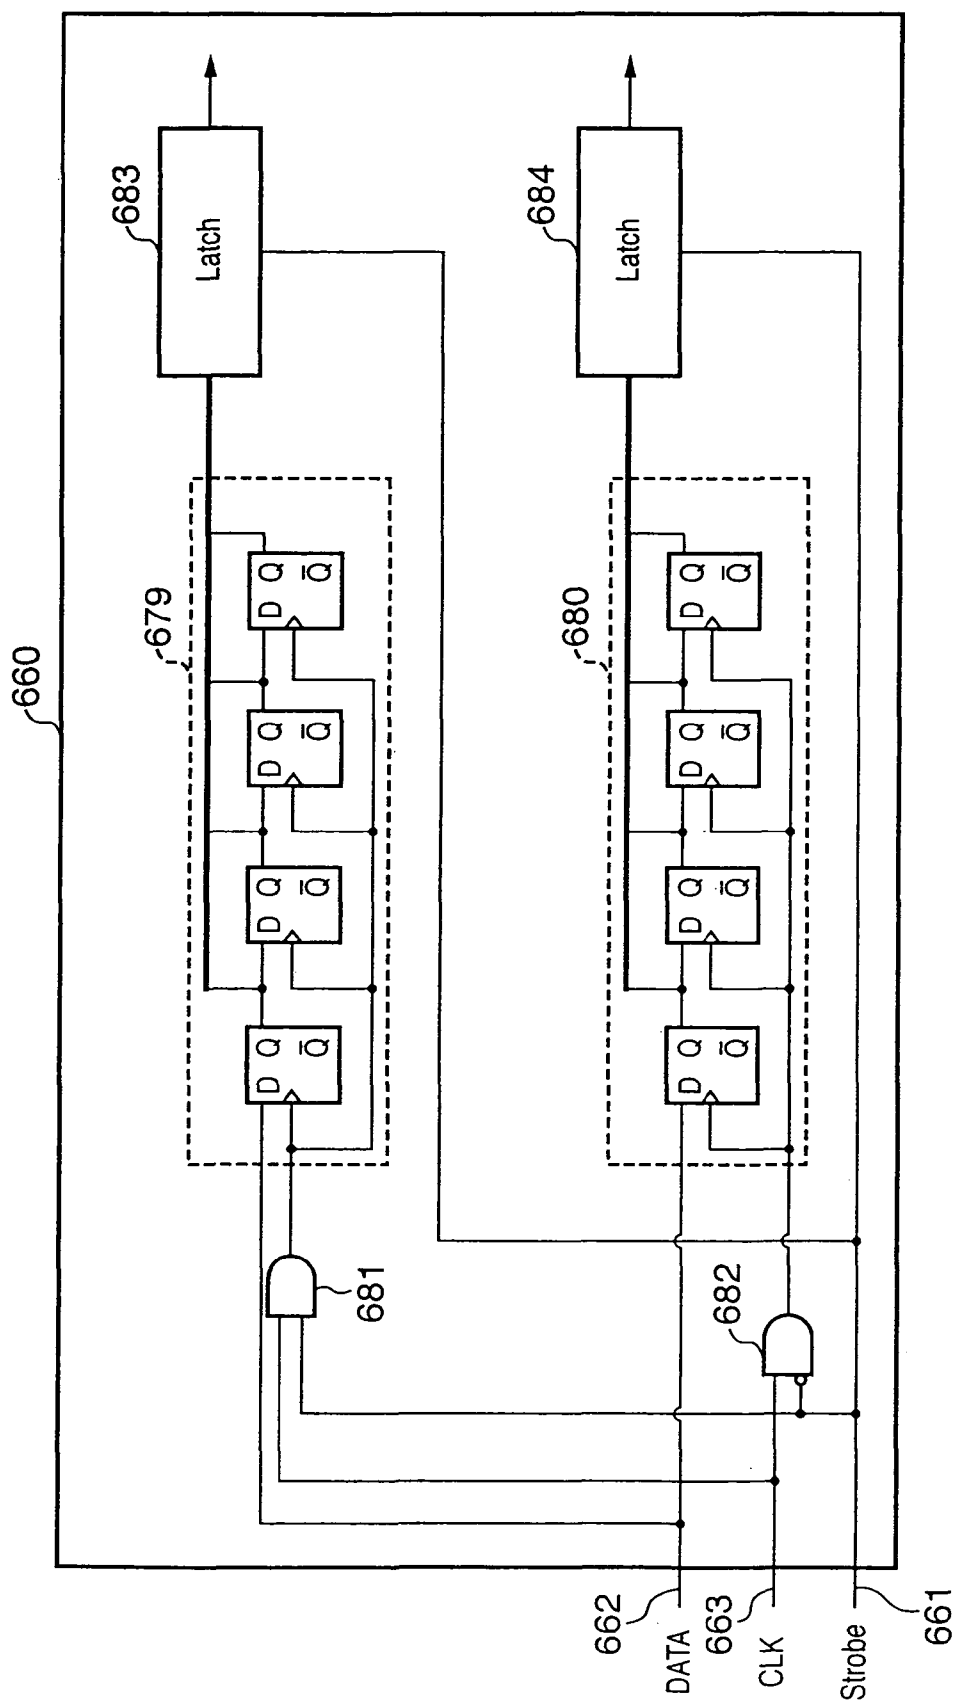 660
679
D Q
Q̅
D Q
Q̅
D Q
Q̅
D Q
Q̅
683
Latch
681
680
D Q
Q̅
D Q
Q̅
D Q
Q̅
D Q
Q̅
684
Latch
682
662
DATA
663
CLK
661
Strobe